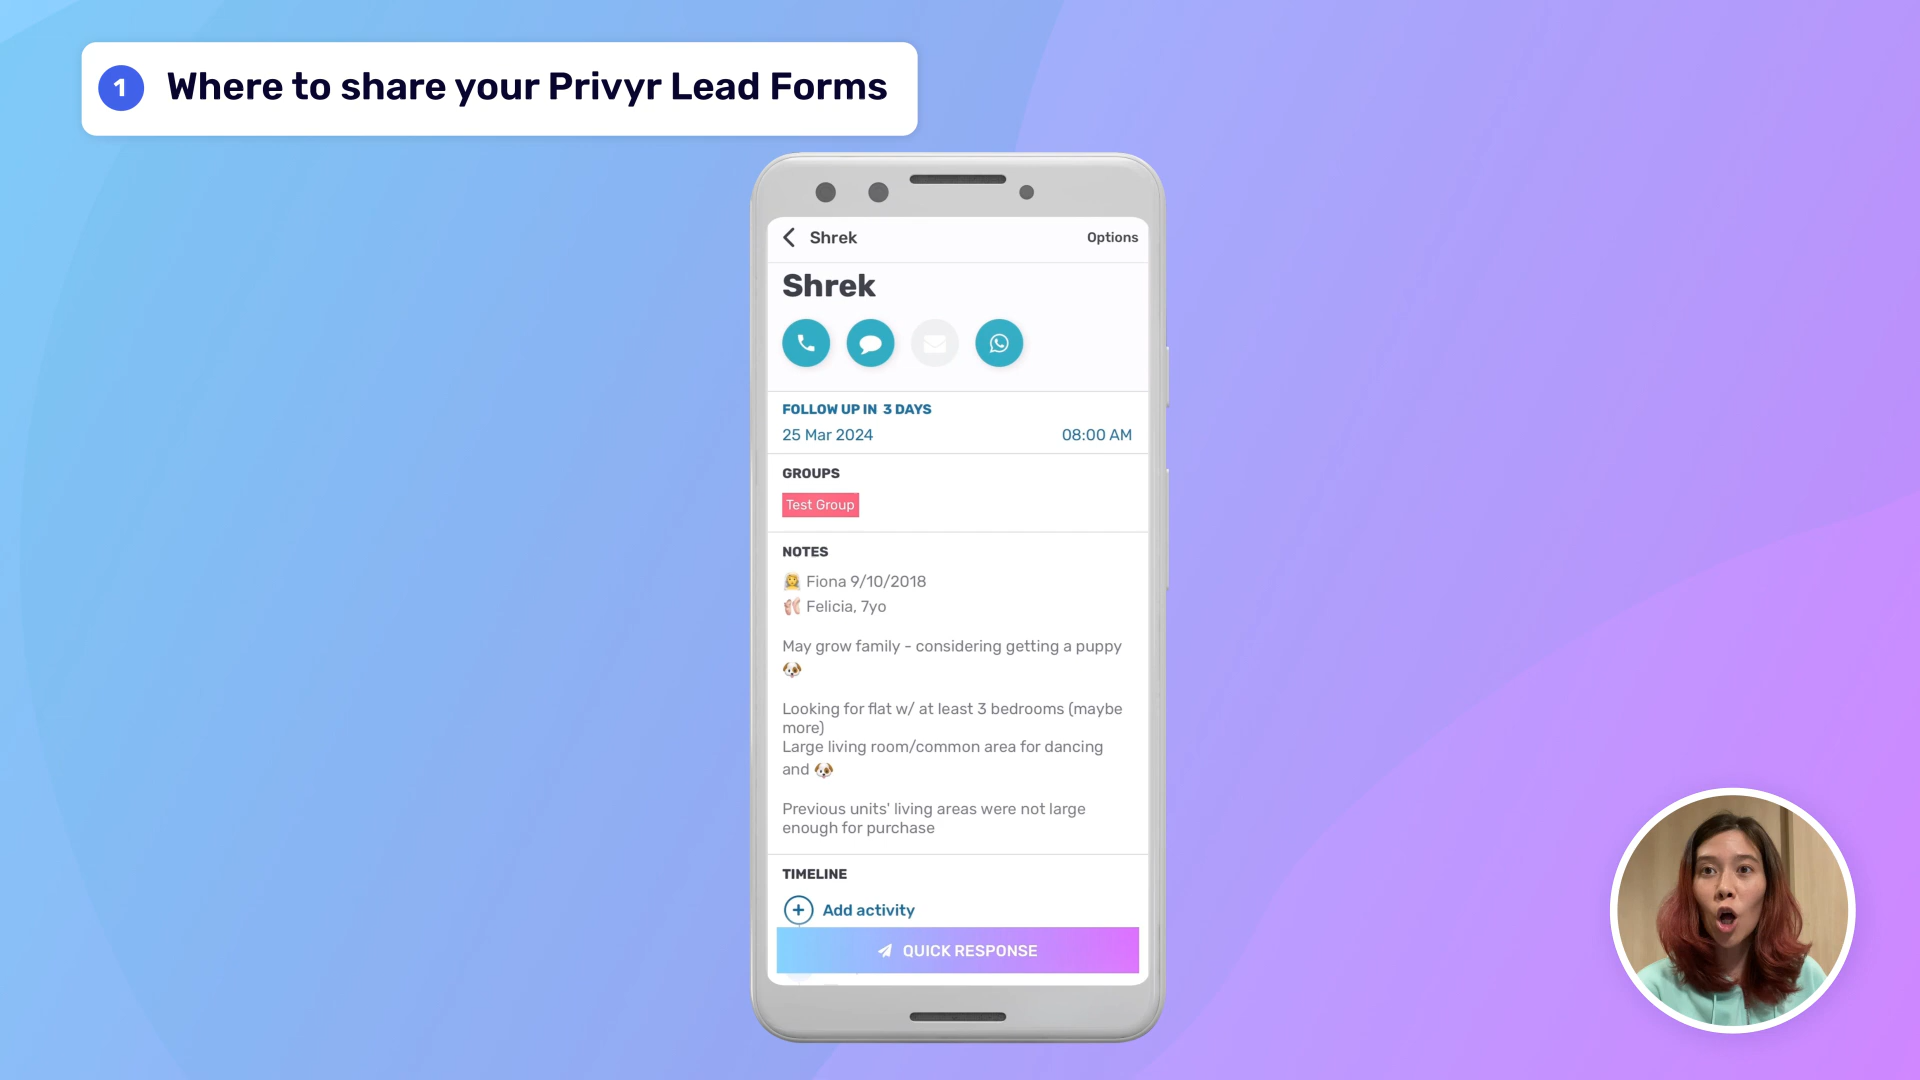 1 Where to share your Privyr Lead Forms
Shrek
Options
Shrek
FOLLOW UP IN 3 DAYS
25 Mar 2024 08:00 AM
GROUPS
Test Group
NOTES
👰 Fiona 9/10/2018
👣 Felicia, 7yo
May grow family - considering getting a puppy
🐶
Looking for flat w/ at least 3 bedrooms (maybe
more)
Large living room/common area for dancing
and 🐶
Previous units' living areas were not large
enough for purchase
TIMELINE
+ Add activity
QUICK RESPONSE